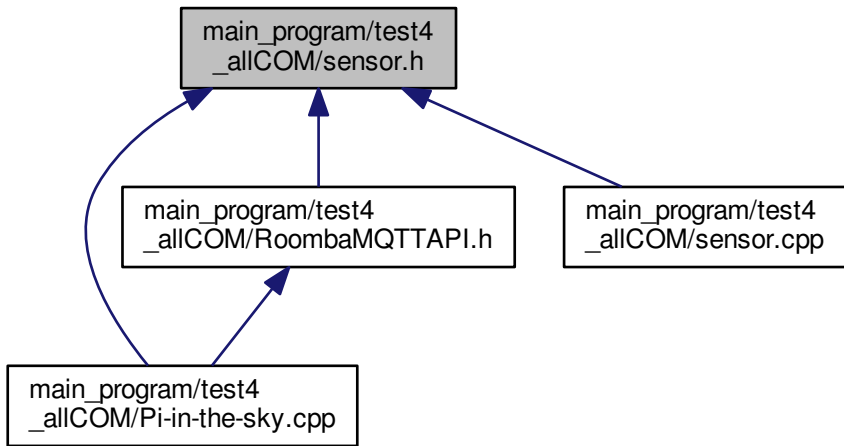 main_program/test4
_allCOM/sensor.h
main_program/test4
_allCOM/RoombaMQTTAPI.h
main_program/test4
_allCOM/sensor.cpp
main_program/test4
_allCOM/Pi-in-the-sky.cpp